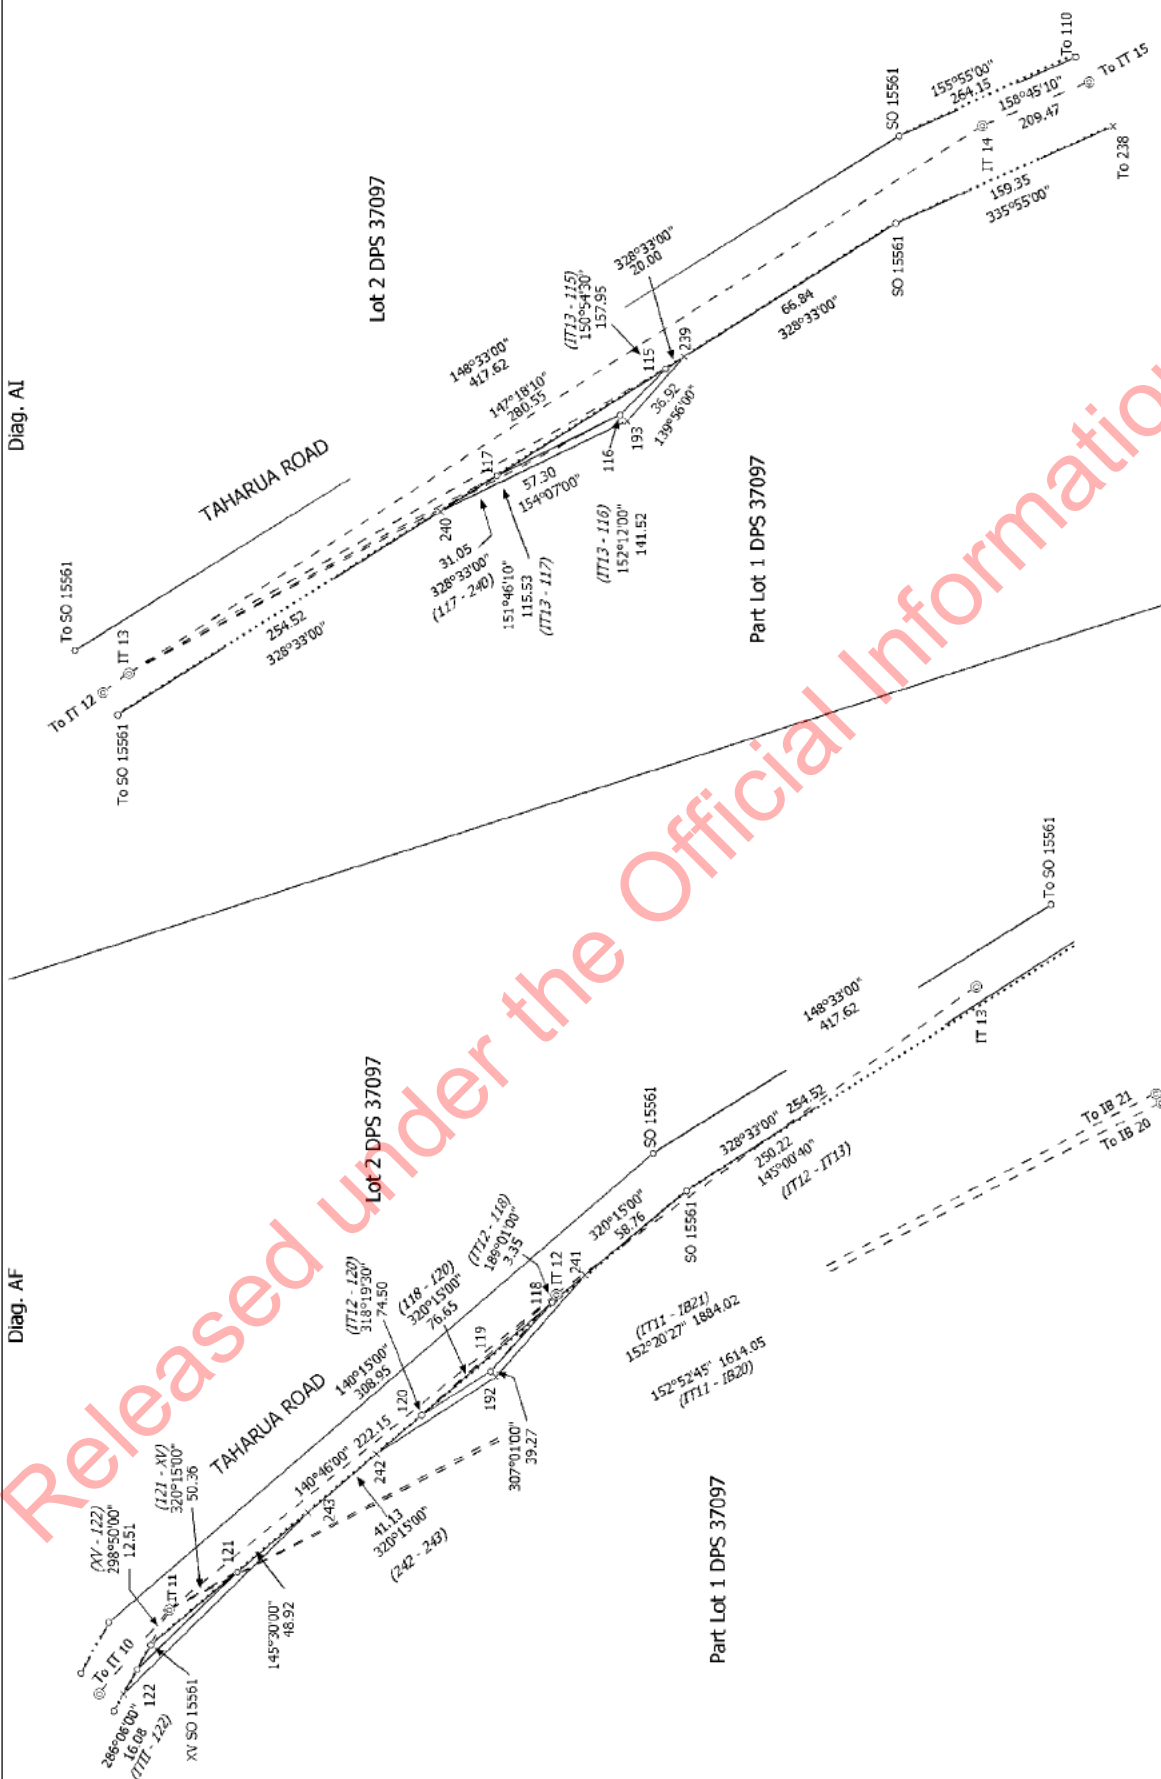 Diag. AI
To SO 15561
IT 13
To IT 12
To SO 15561
TAHARUA ROAD
Lot 2 DPS 37097
254.52
328°33'00"
148°33'00"
417.62
147°18'10"
280.55
240
117
31.05
328°33'00"
(117 - 240)
151°46'10"
115.53
(IT13 - 117)
57.30
154°07'00"
116
193
(IT13 - 116)
152°12'00"
141.52
36.92
139°56'00"
115
239
(IT13 - 115)
150°54'30"
157.95
328°33'00"
20.00
66.84
328°33'00"
SO 15561
SO 15561
155°55'00"
264.15
To 110
158°45'10"
209.47
IT 14
To IT 15
159.35
335°55'00"
To 238
Part Lot 1 DPS 37097
Diag. AF
To IT 10
286°06'00"
16.08
(IT11 - 122)
122
XV SO 15561
(XV - 122)
298°50'00"
12.51
(121 - XV)
320°15'00"
50.36
IT 11
121
TAHARUA ROAD
145°30'00"
48.92
243
140°46'00" 222.15
242
41.13
320°15'00"
(242 - 243)
140°15'00"
308.95
120
(IT12 - 120)
318°19'30"
74.50
(118 - 120)
320°15'00"
76.65
119
192
307°01'00"
39.27
118
(IT12 - 118)
189°01'00"
3.35
IT 12
241
Lot 2 DPS 37097
320°15'00"
58.76
SO 15561
SO 15561
328°33'00" 254.52
250.22
145°00'40"
(IT12 - IT13)
148°33'00"
417.62
IT 13
To SO 15561
(IT11 - IB21)
152°20'27" 1884.02
152°52'45" 1614.05
(IT11 - IB20)
To IB 21
To IB 20
Part Lot 1 DPS 37097
Released under the Official Information